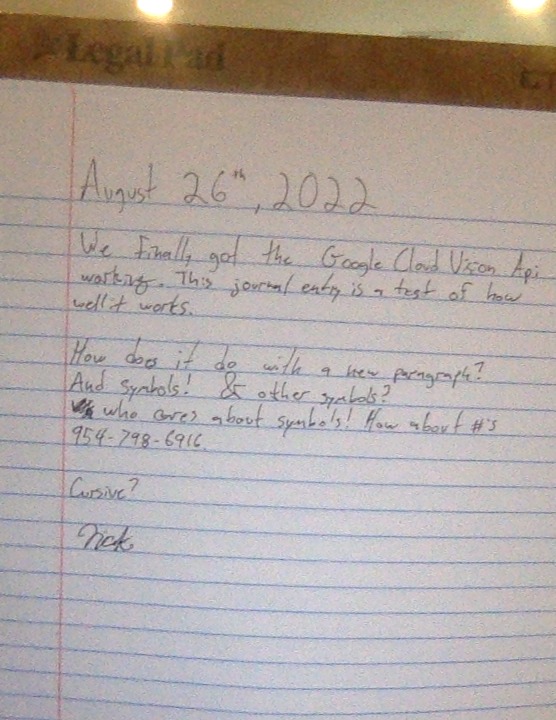 Legal Pad
August 26th, 2022
We Finally got the Google Cloud Vision Api
working. This journal entry is a test of how
well it works.
How does it do with a new paragraph?
And symbols! & other symbols?
who cares about symbols! How about #'s
954-798-6916.
Cursive?
Nick